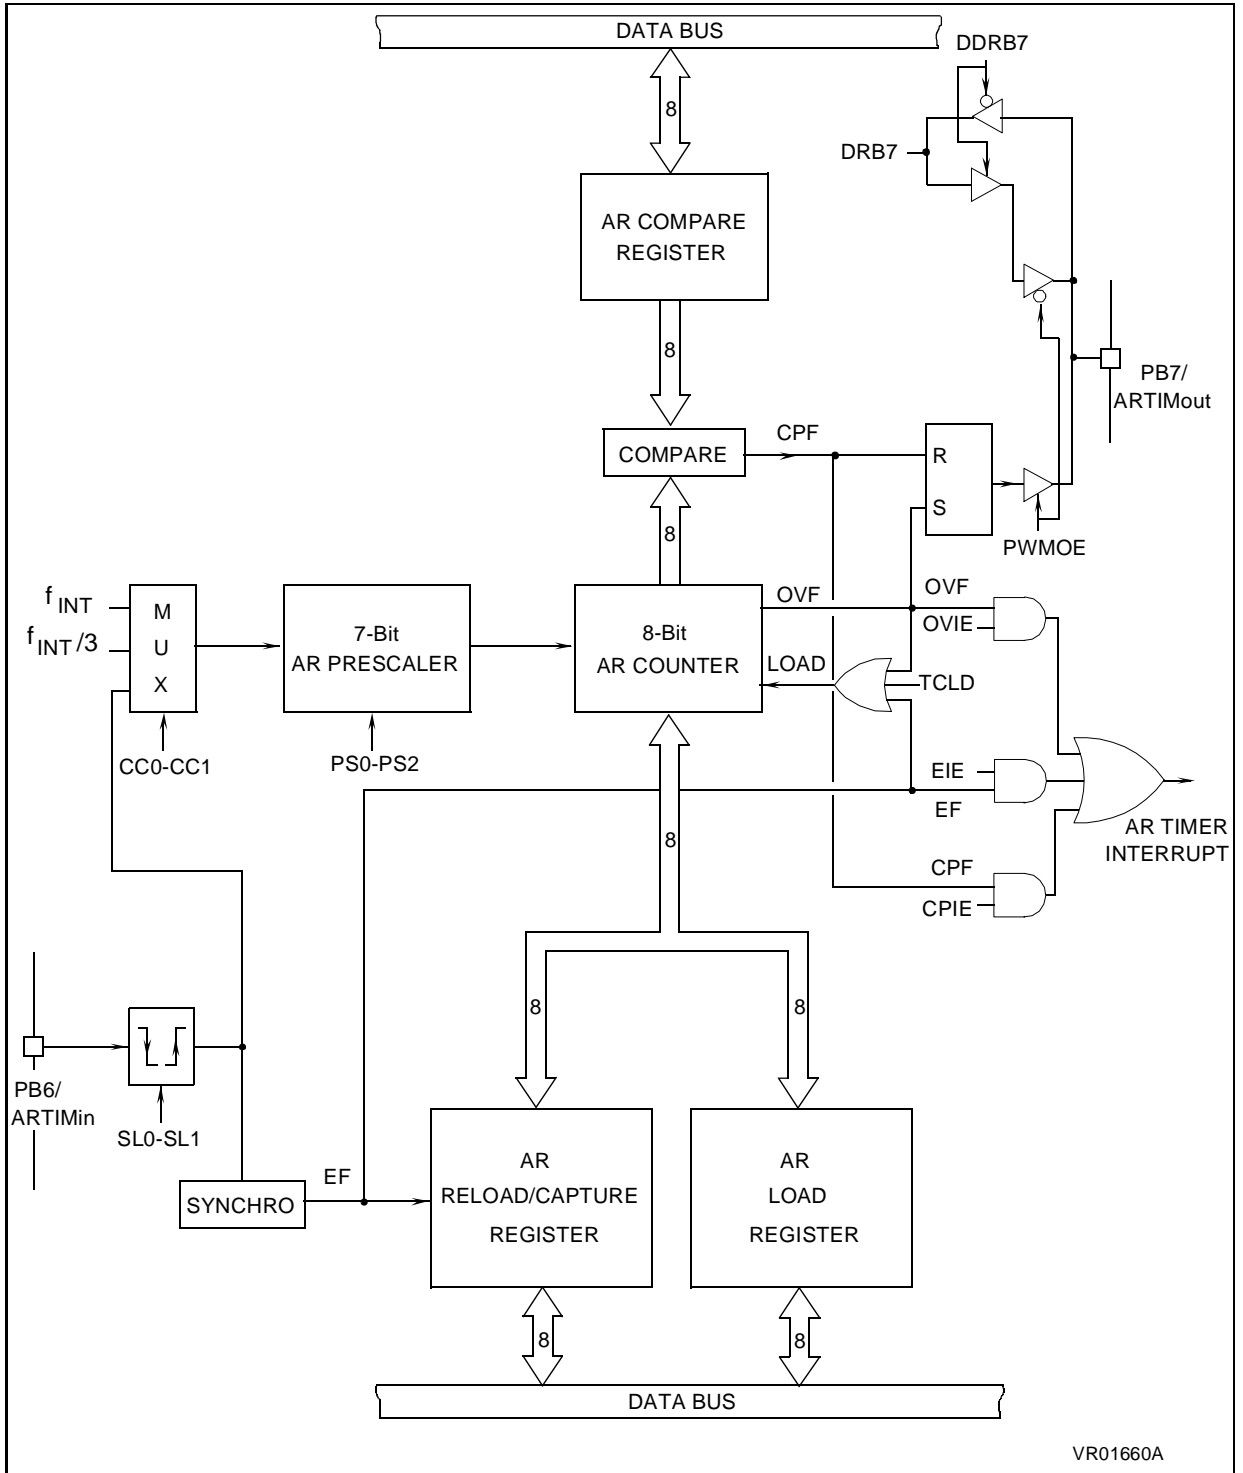 DATA BUS
DDRB7
8
DRB7
AR COMPARE
REGISTER
8
PB7/
ARTIMout
CPF
COMPARE
R
S
8
PWMOE
f INT
M
OVF
OVF
7-Bit
8-Bit
OVIE
f INT /3
U
AR PRESCALER
AR COUNTER
LOAD
X
TCLD
CC0-CC1
PS0-PS2
EIE
EF
AR TIMER
INTERRUPT
8
CPF
CPIE
8
8
PB6/
ARTIMin
SL0-SL1
AR
AR
EF
RELOAD/CAPTURE
LOAD
SYNCHRO
REGISTER
REGISTER
8
8
DATA BUS
VR01660A